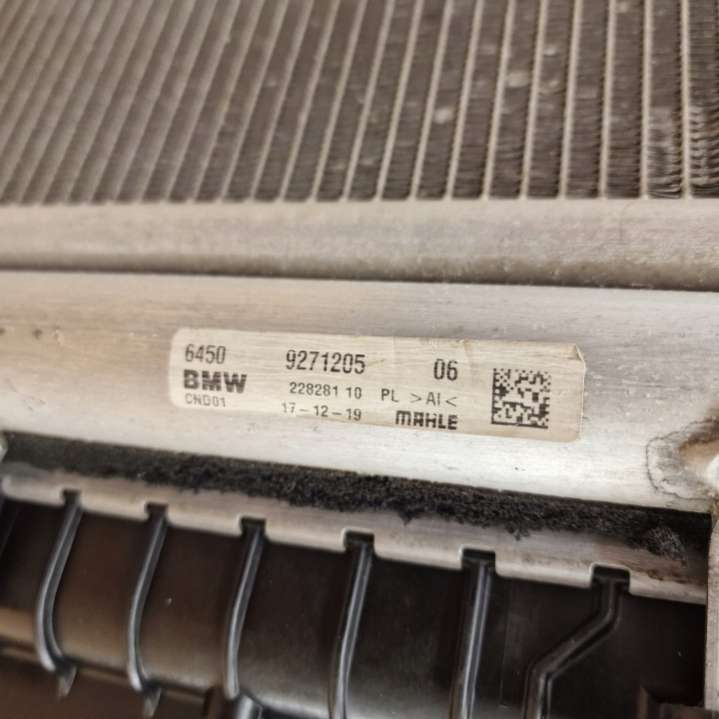 6450 9271205 06
BMW 228281 10 PL >Al<
CND01 17-12-19 MAHLE